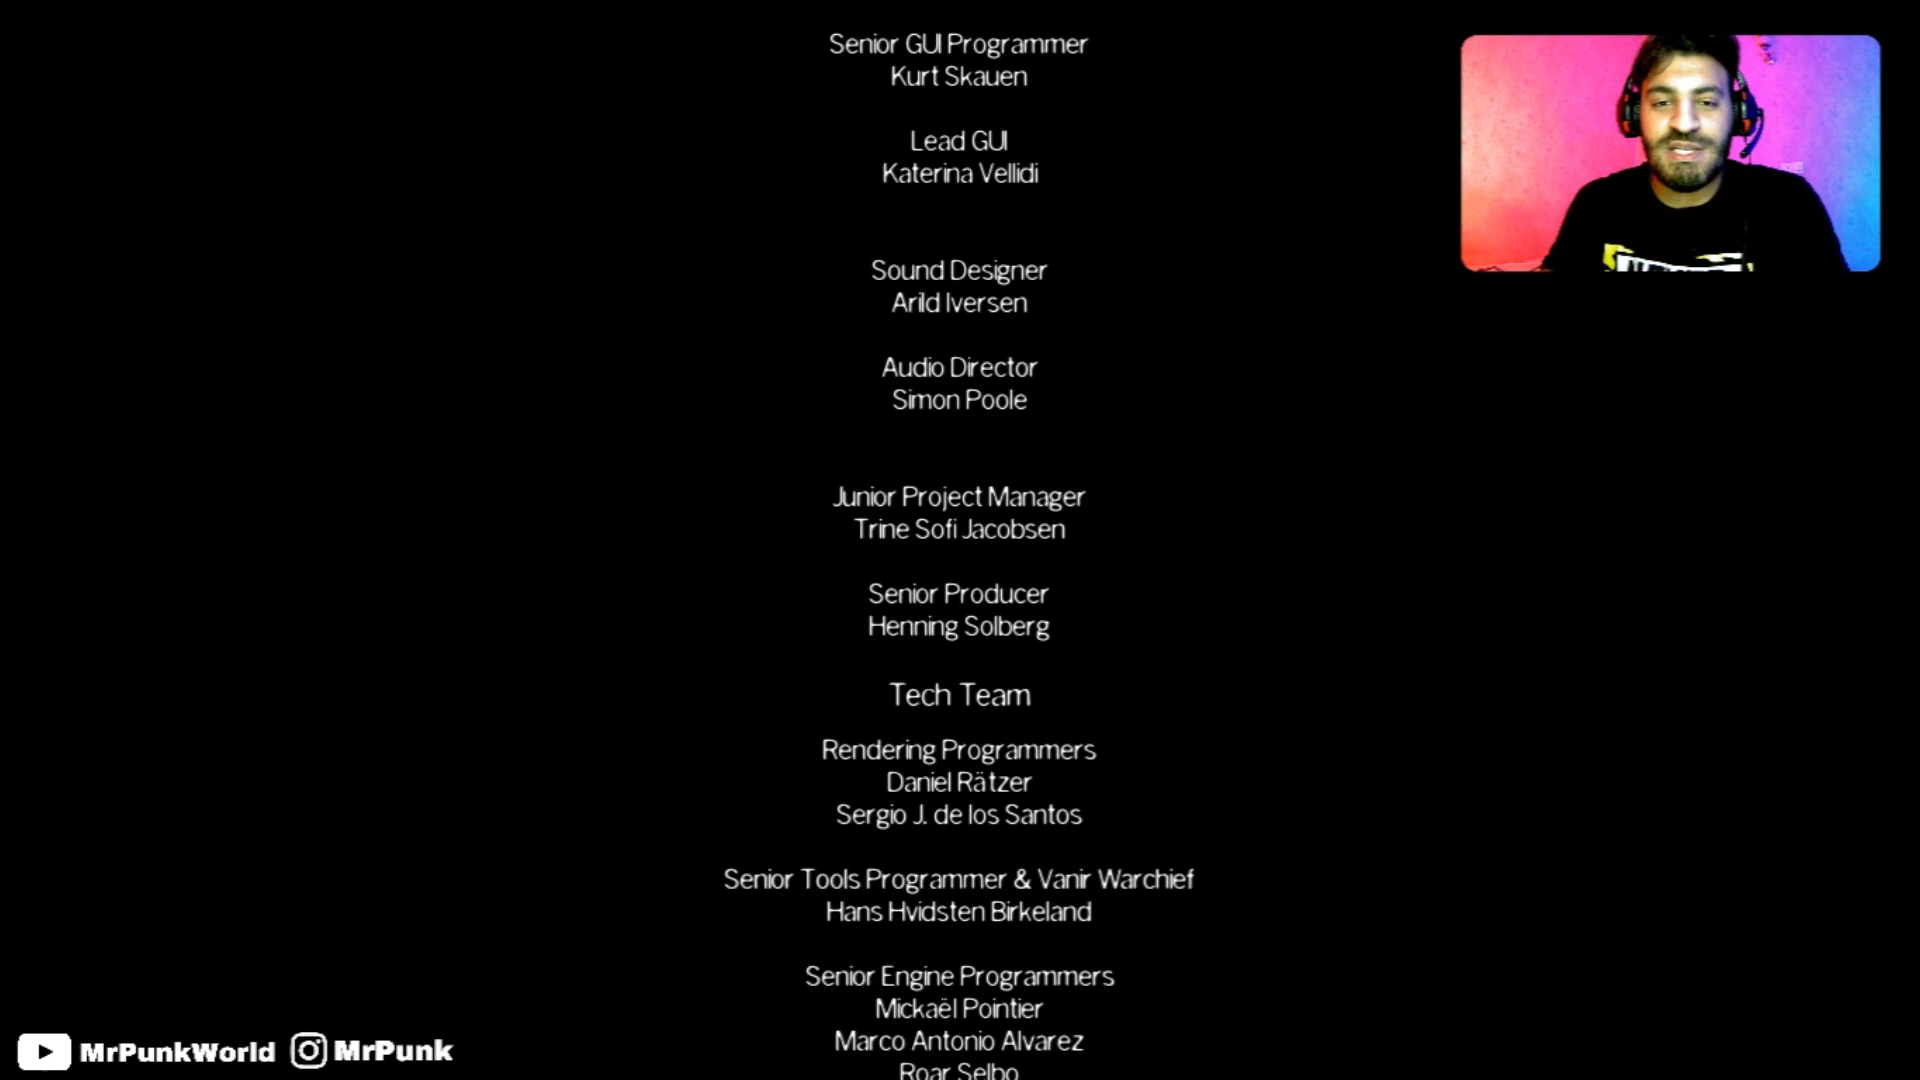 Senior GUI Programmer
Kurt Skauen
Lead GUI
Katerina Vellidi
Sound Designer
Arild Iversen
Audio Director
Simon Poole
Junior Project Manager
Trine Sofi Jacobsen
Senior Producer
Henning Solberg
Tech Team
Rendering Programmers
Daniel Rätzer
Sergio J. de los Santos
Senior Tools Programmer & Vanir Warchief
Hans Hvidsten Birkeland
Senior Engine Programmers
Mickaël Pointier
Marco Antonio Alvarez
Roar Selbo
MrPunkWorld MrPunk